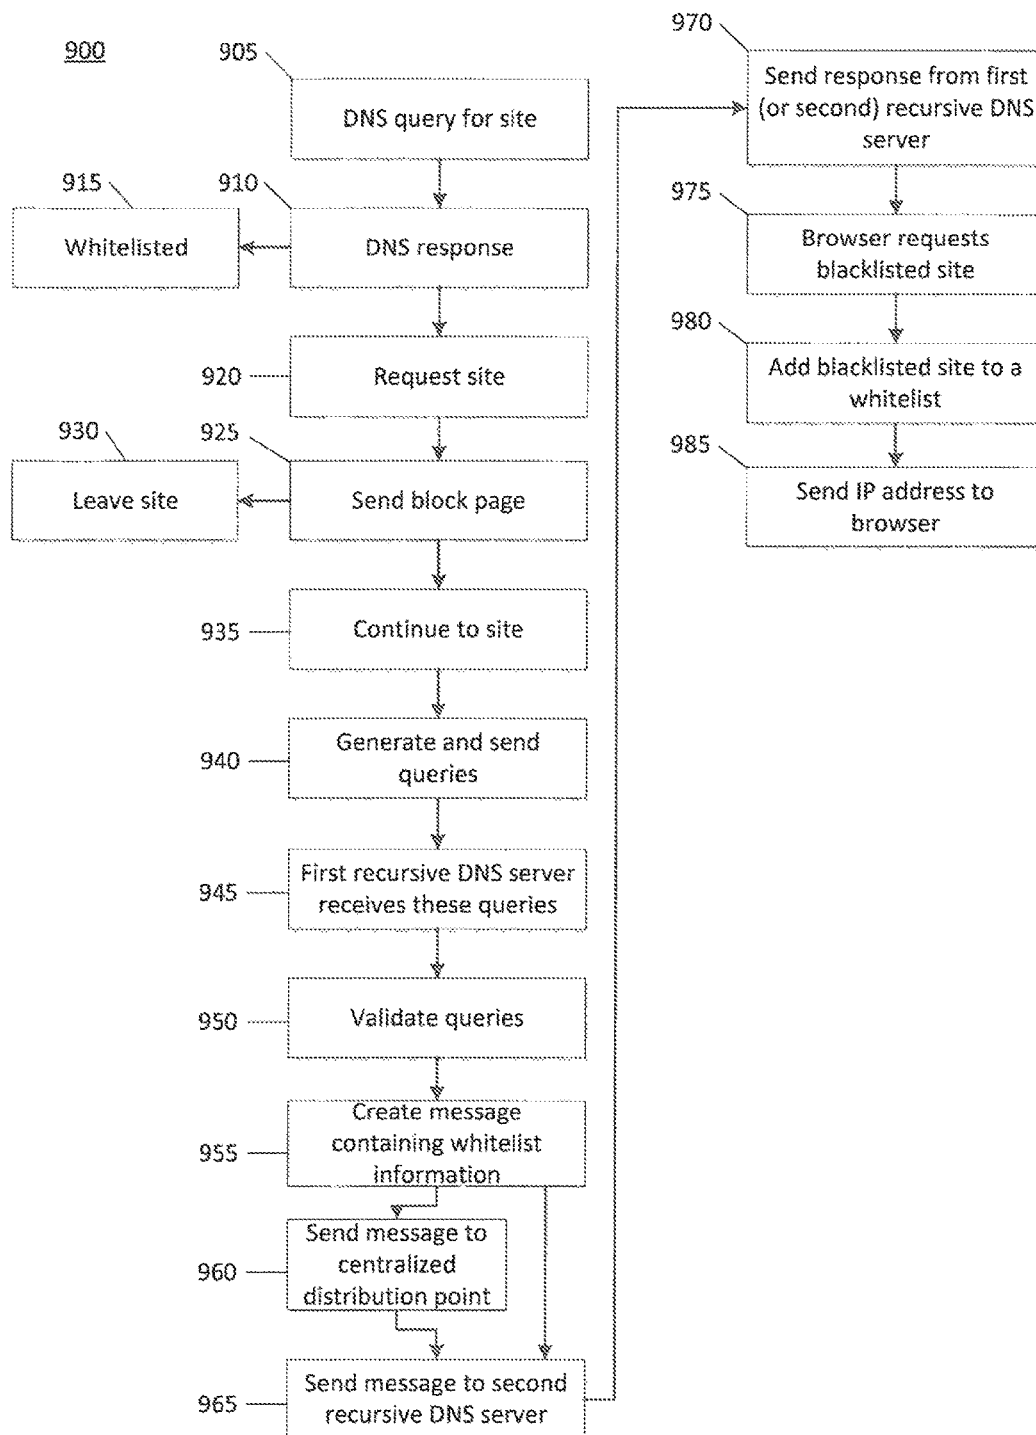 900
905
DNS query for site
915
910
Whitelisted
DNS response
920
Request site
930
925
Leave site
Send block page
935
Continue to site
940
Generate and send
queries
945
First recursive DNS server
receives these queries
950
Validate queries
955
Create message
containing whitelist
information
960
Send message to
centralized
distribution point
965
Send message to second
recursive DNS server
970
Send response from first
(or second) recursive DNS
server
975
Browser requests
blacklisted site
980
Add blacklisted site to a
whitelist
985
Send IP address to
browser